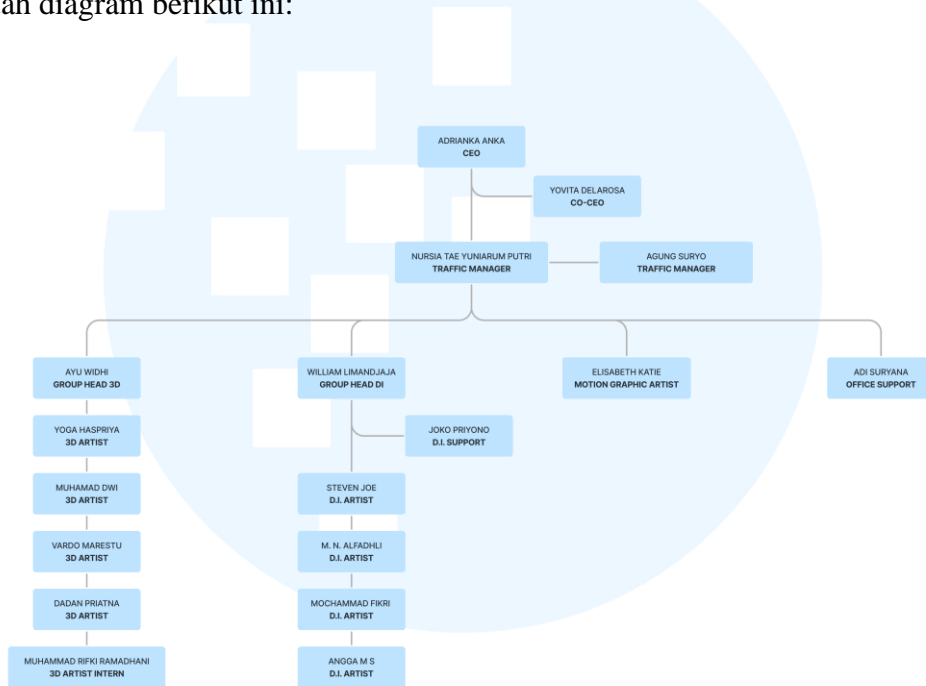 diagram berikut ini:
ADRIANKA ANKA
CEO
YOVITA DELAROSA
CO-CEO
NURSIA TAE YUNIARUM PUTRI
TRAFFIC MANAGER
AGUNG SURYO
TRAFFIC MANAGER
AYU WIDHI
GROUP HEAD 3D
WILLIAM LIMANDJAJA
GROUP HEAD DI
ELISABETH KATIE
MOTION GRAPHIC ARTIST
ADI SURYANA
OFFICE SUPPORT
YOGA HASPRIYA
3D ARTIST
JOKO PRIYONO
D.I. SUPPORT
MUHAMAD DWI
3D ARTIST
STEVEN JOE
D.I. ARTIST
VARDO MARESTU
3D ARTIST
M. N. ALFADHLI
D.I. ARTIST
DADAN PRIATNA
3D ARTIST
MOCHAMMAD FIKRI
D.I. ARTIST
MUHAMMAD RIFKI RAMADHANI
3D ARTIST INTERN
ANGGA M S
D.I. ARTIST